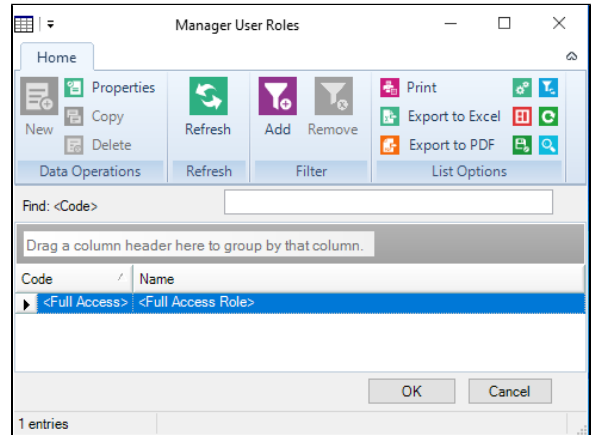 Manager User Roles
Home
New
Properties
Copy
Delete
Data Operations
Refresh
Refresh
Add
Remove
Filter
Print
Export to Excel
Export to PDF
List Options
Find: <Code>
Drag a column header here to group by that column.
Code Name
<Full Access> <Full Access Role>
OK Cancel
1 entries